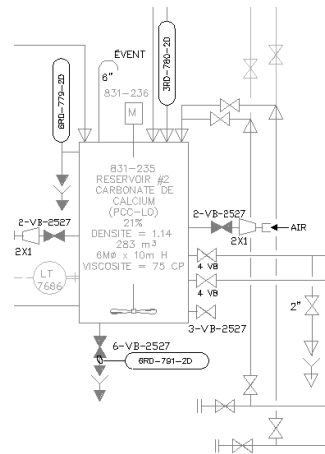 ÉVENT
6"
6RD-779-2D
3RD-780-2D
831-236
M
831-235
RESERVOIR #2
CARBONATE DE
CALCIUM
(PCC-LO)
21%
DENSITE = 1.14
283 m³
6MØ x 10m H
VISCOSITE = 75 CP
2-VB-2527
2X1
2-VB-2527
2X1
AIR
LT
7686
4 VB
4 VB
2"
3-VB-2527
6-VB-2527
6RD-791-2D